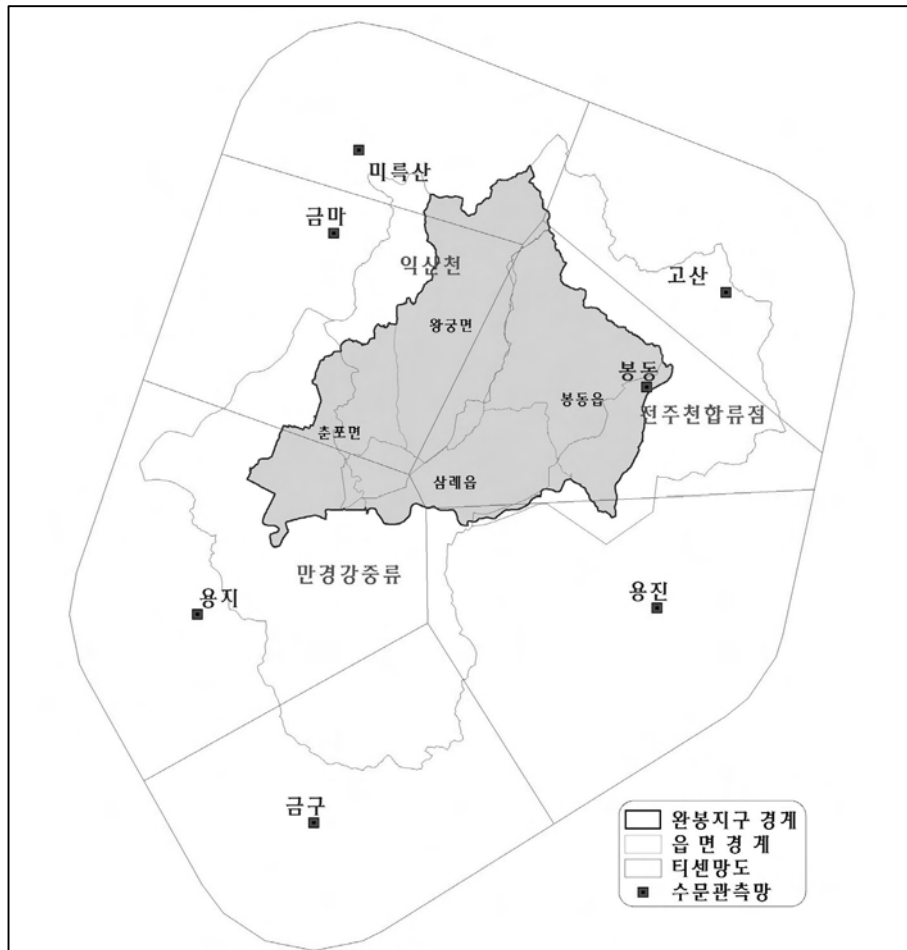 미륵산
금마
익산천
고산
왕궁면
봉동
봉동읍
전주천합류점
춘포면
삼례읍
만경강중류
용지
용진
금구
완봉지구 경계
읍 면 경 계
티센망도
수문관측망